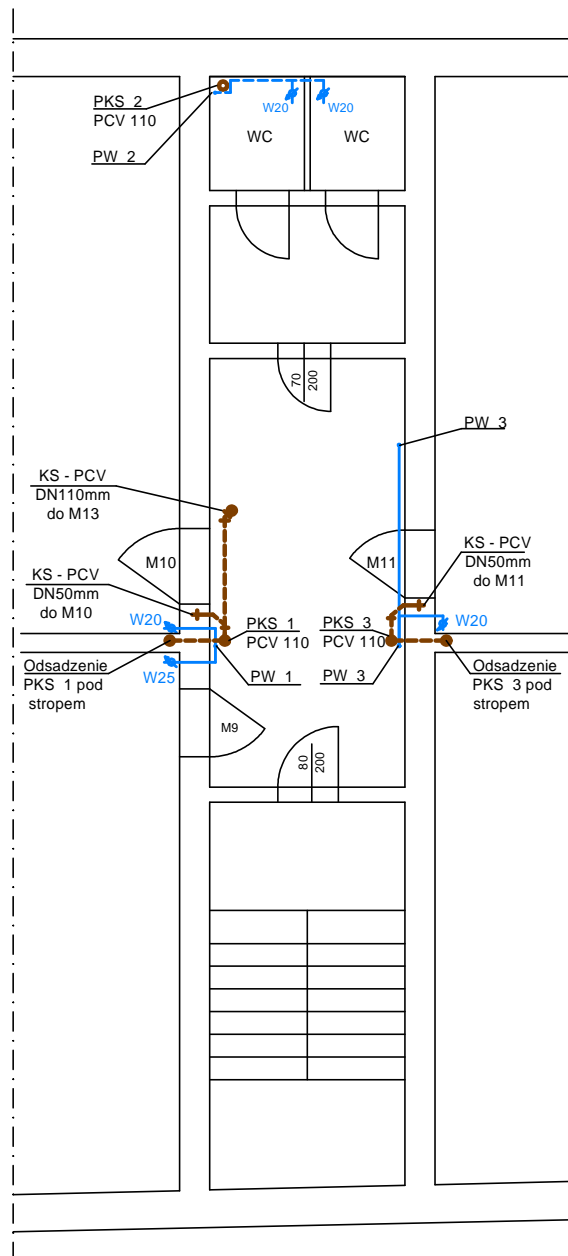 PKS 2
PCV 110
PW 2
W20
W20
WC
WC
70
200
PW 3
KS - PCV
DN110mm
do M13
M10
M11
KS - PCV
DN50mm
do M11
KS - PCV
DN50mm
do M10
W20
PKS 1
PCV 110
PKS 3
PCV 110
W20
Odsadzenie
PKS 1 pod
stropem
W25
PW 1
PW 3
Odsadzenie
PKS 3 pod
stropem
M9
80
200